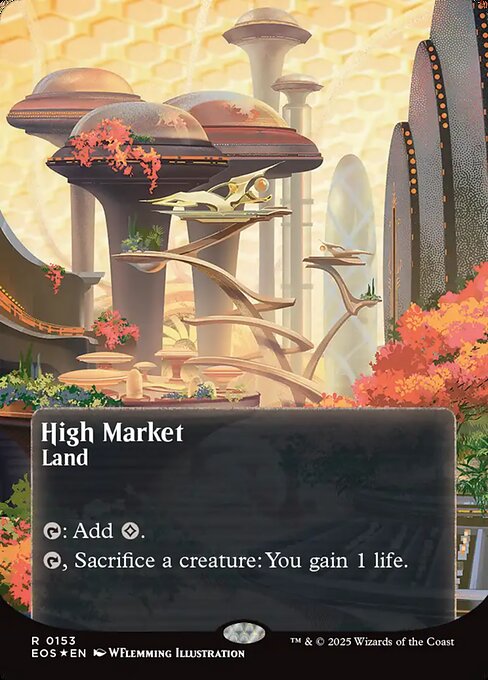 High Market
Land
: Add .
, Sacrifice a creature: You gain 1 life.
R 0153
EOS★EN WFLEMMING ILLUSTRATION
™ & © 2025 Wizards of the Coast